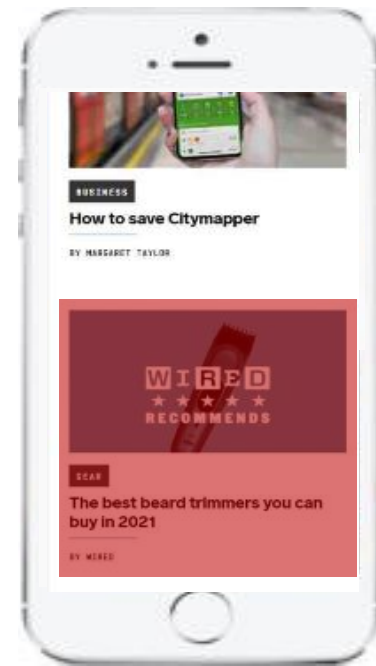 BUSINESS
How to save Citymapper
BY MARGARET TAYLOR
WIRED
RECOMMENDS
GEAR
The best beard trimmers you can
buy in 2021
BY WIRED